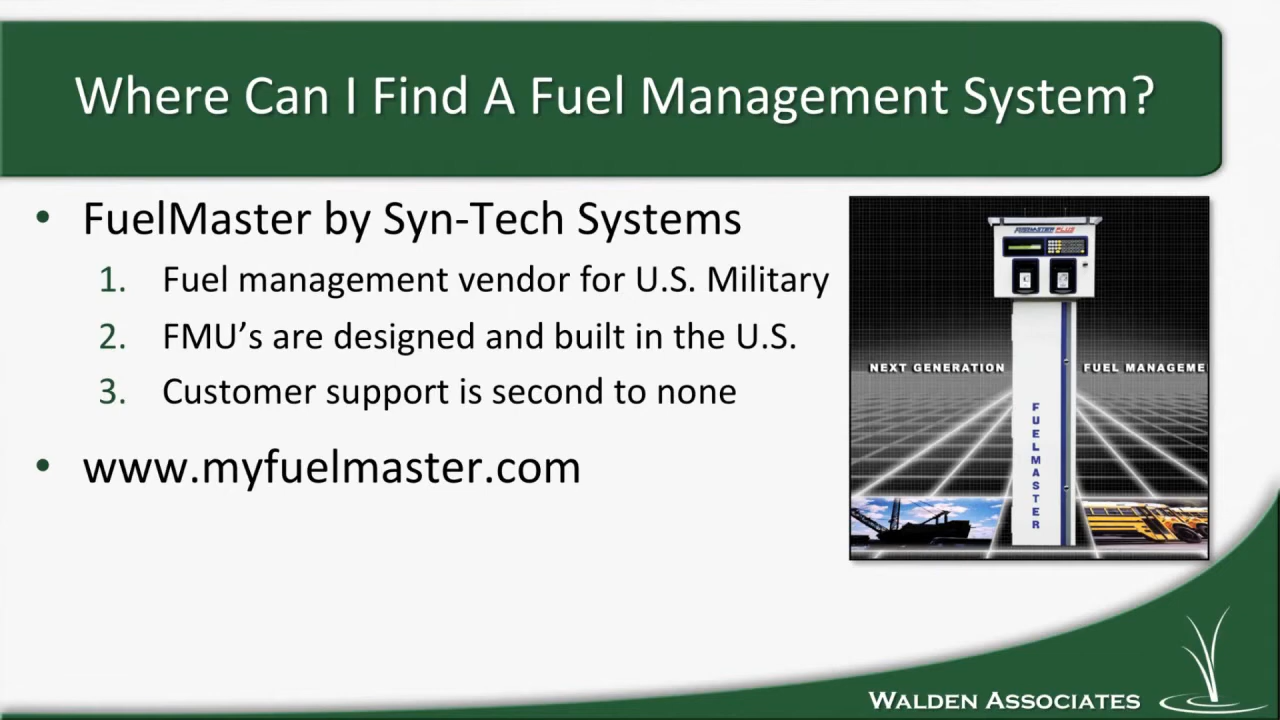 Where Can I Find A Fuel Management System?
• FuelMaster by Syn-Tech Systems
1. Fuel management vendor for U.S. Military
2. FMU’s are designed and built in the U.S.
3. Customer support is second to none
• www.myfuelmaster.com
FUELMASTER PLUS
NEXT GENERATION
FUEL MANAGEME
FUELMASTER
WALDEN ASSOCIATES